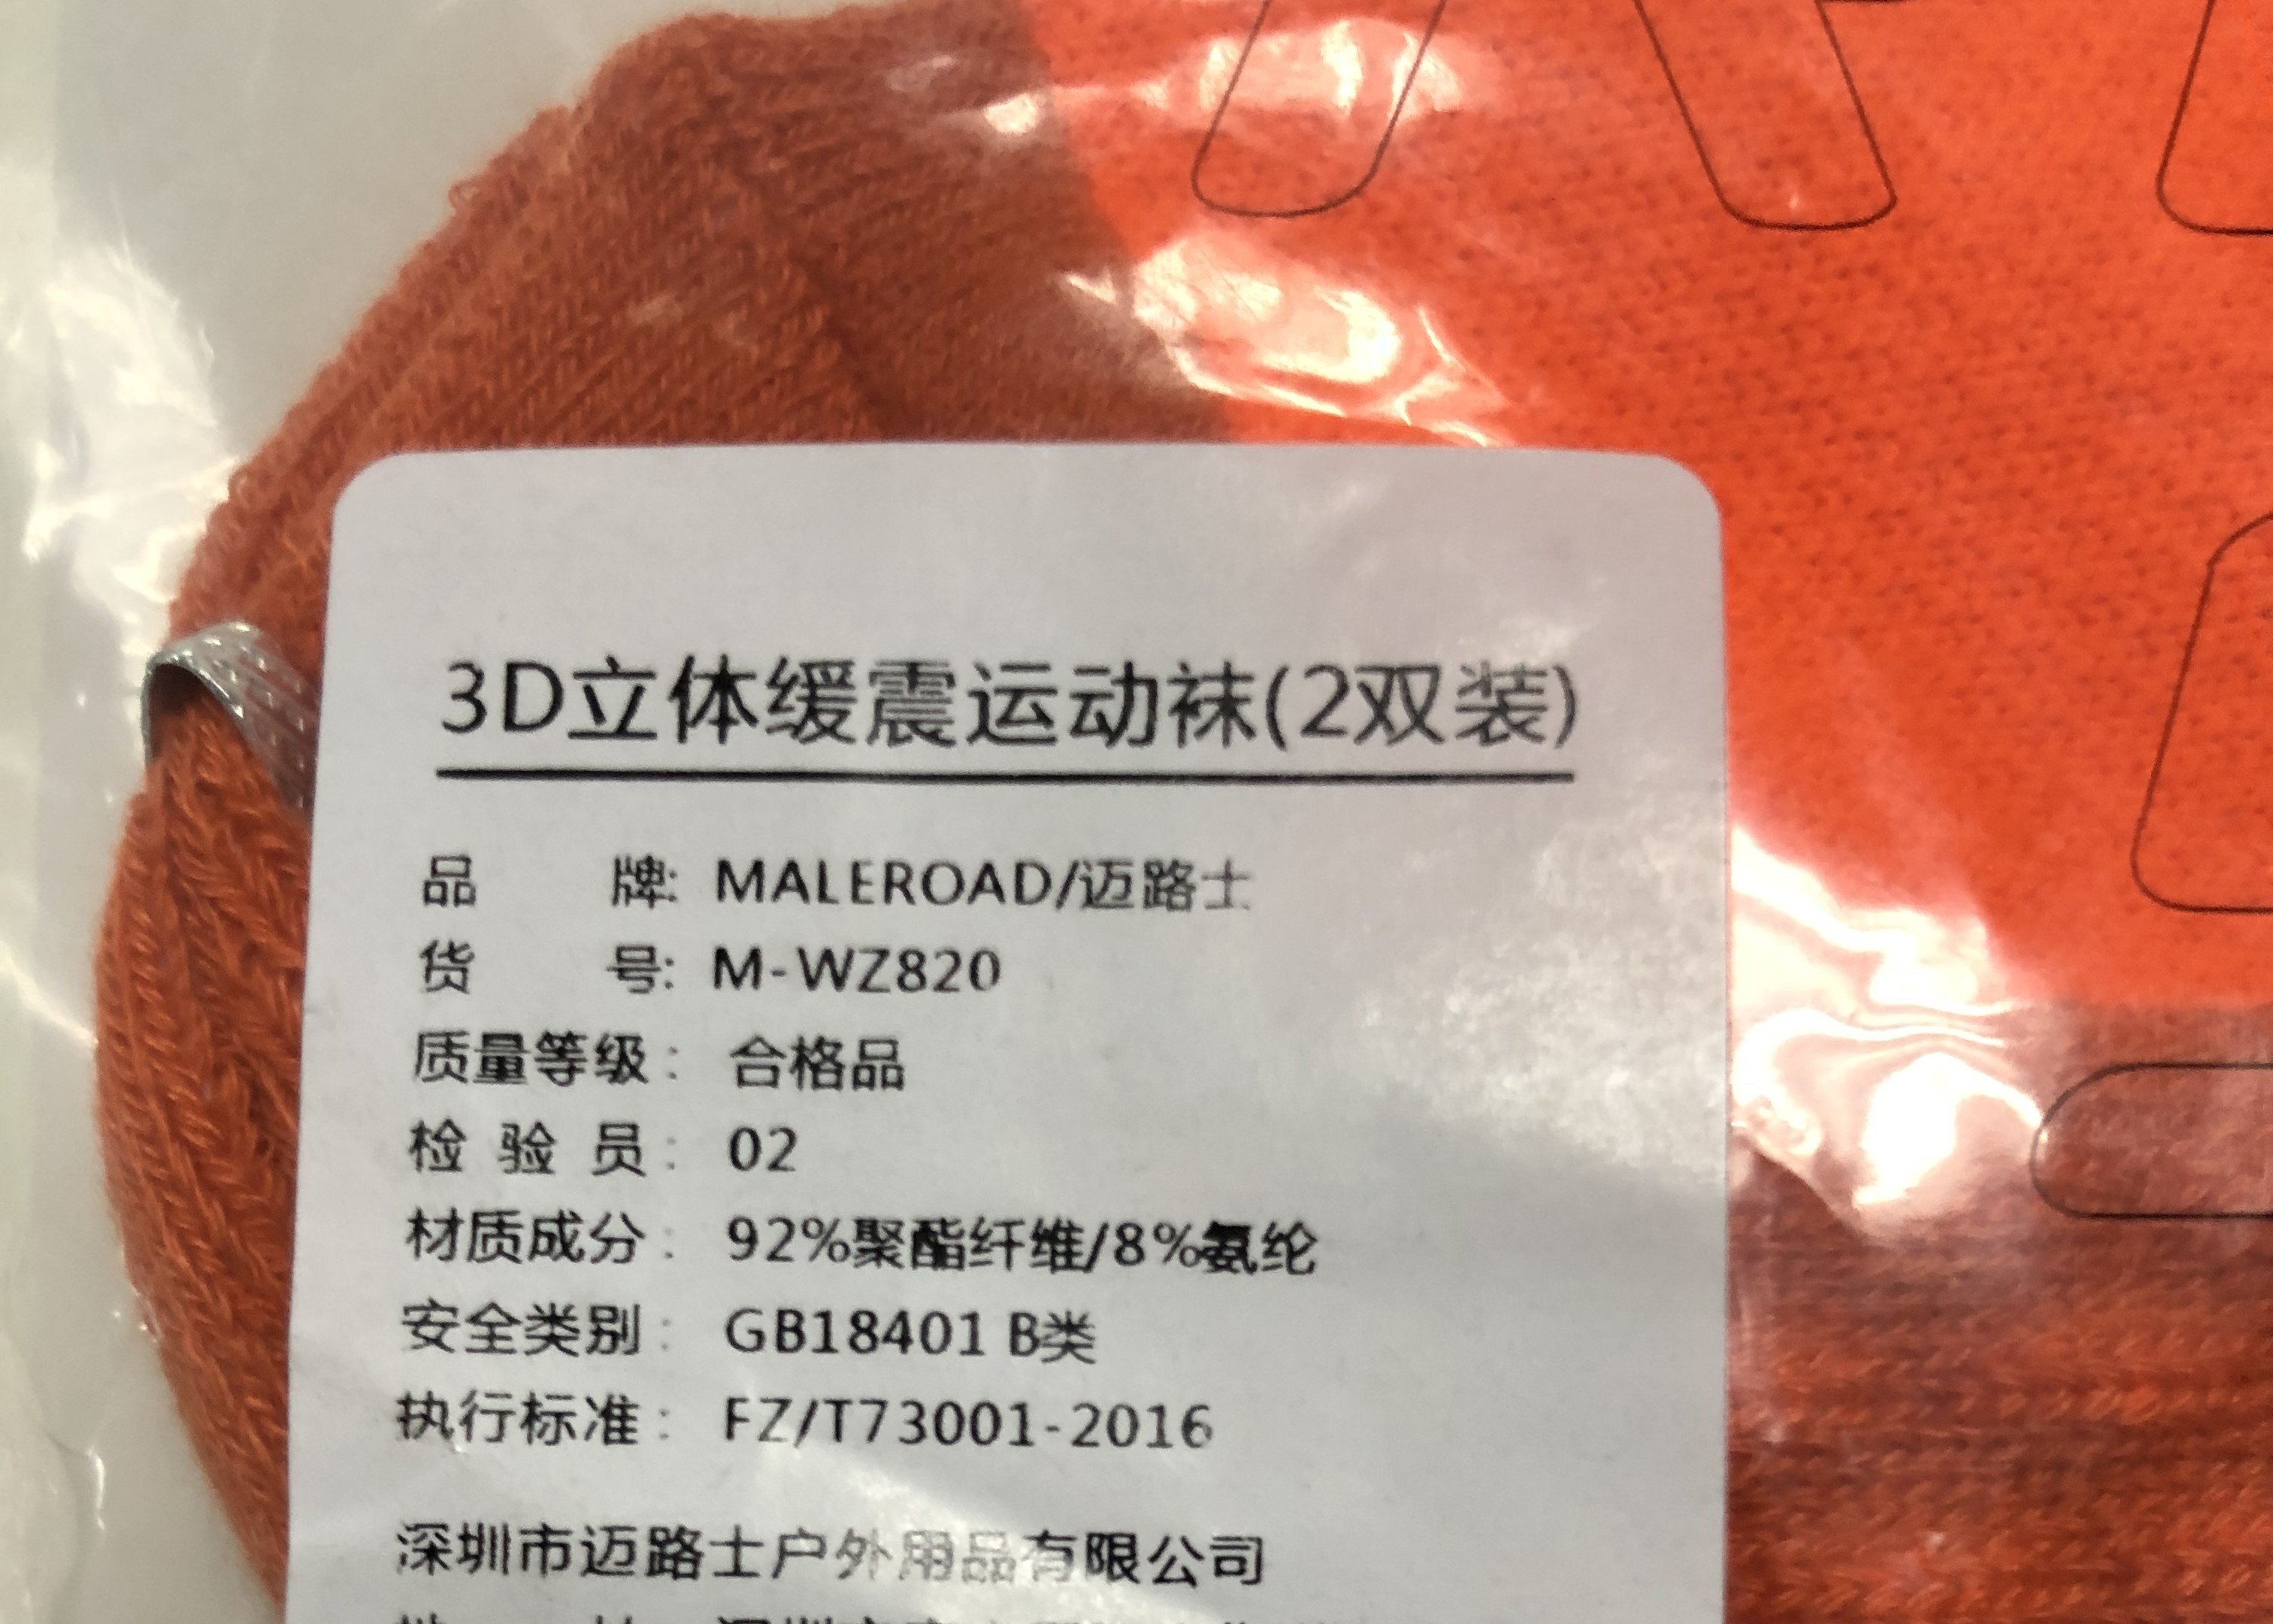 3D立体缓震运动袜(2双装)
品 牌: MALEROAD/迈路士
货 号: M-WZ820
质量等级: 合格品
检验员: 02
材质成分: 92%聚酯纤维/8%氨纶
安全类别: GB18401 B类
执行标准: FZ/T73001-2016
深圳市迈路士户外用品有限公司